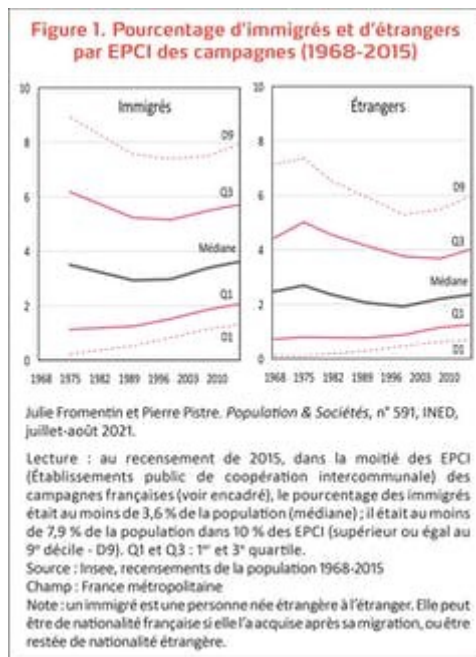 Figure 1. Pourcentage d'immigrés et d'étrangers
par EPCI des campagnes (1968-2015)
10
8
6
4
2
0
Immigrés
D9
Q3
Médiane
Q1
D1
1968 1975 1982 1989 1996 2003 2010
10
8
6
4
2
0
Étrangers
D9
Q3
Médiane
Q1
D1
1968 1975 1982 1989 1996 2003 2010
Julie Fromentin et Pierre Pistre. Population & Sociétés, n° 591, INED,
juillet-août 2021.
Lecture : au recensement de 2015, dans la moitié des EPCI
(Établissements public de coopération intercommunale) des
campagnes françaises (voir encadré), le pourcentage des immigrés
était au moins de 3,6 % de la population (médiane) ; il était au moins
de 7,9 % de la population dans 10 % des EPCI (supérieur ou égal au
9e décile - D9). Q1 et Q3 : 1er et 3e quartile.
Source : Insee, recensements de la population 1968-2015
Champ : France métropolitaine
Note : un immigré est une personne née étrangère à l'étranger. Elle peut
être de nationalité française si elle l'a acquise après sa migration, ou être
restée de nationalité étrangère.